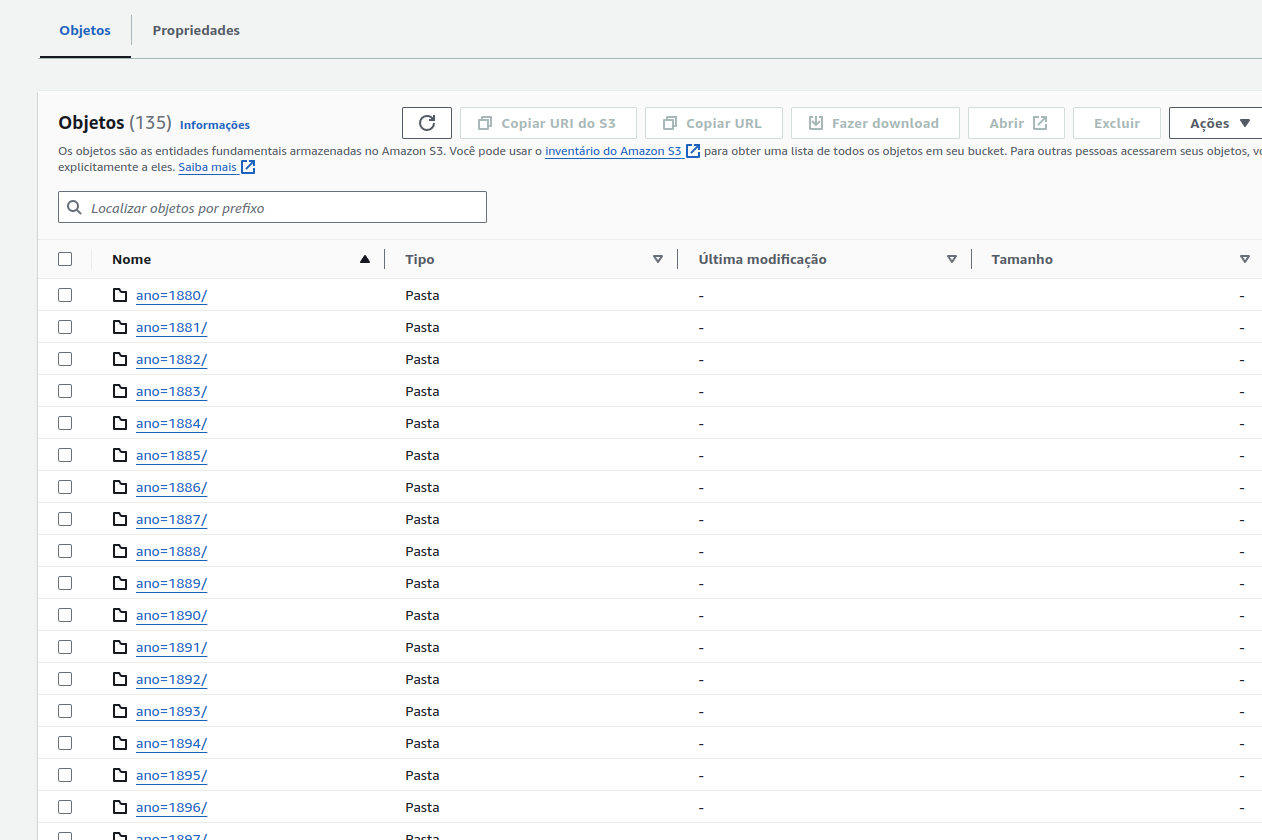 Objetos Propriedades
Objetos (135) Informações Copiar URI do S3 Copiar URL Fazer download Abrir Excluir Ações
Os objetos são as entidades fundamentais armazenadas no Amazon S3. Você pode usar o inventário do Amazon S3 para obter uma lista de todos os objetos em seu bucket. Para outras pessoas acessarem seus objetos,
explicitamente a eles. Saiba mais
Localizar objetos por prefixo
Nome Tipo Última modificação Tamanho
ano=1880/ Pasta - -
ano=1881/ Pasta - -
ano=1882/ Pasta - -
ano=1883/ Pasta - -
ano=1884/ Pasta - -
ano=1885/ Pasta - -
ano=1886/ Pasta - -
ano=1887/ Pasta - -
ano=1888/ Pasta - -
ano=1889/ Pasta - -
ano=1890/ Pasta - -
ano=1891/ Pasta - -
ano=1892/ Pasta - -
ano=1893/ Pasta - -
ano=1894/ Pasta - -
ano=1895/ Pasta - -
ano=1896/ Pasta - -
ano=1897/ Pasta